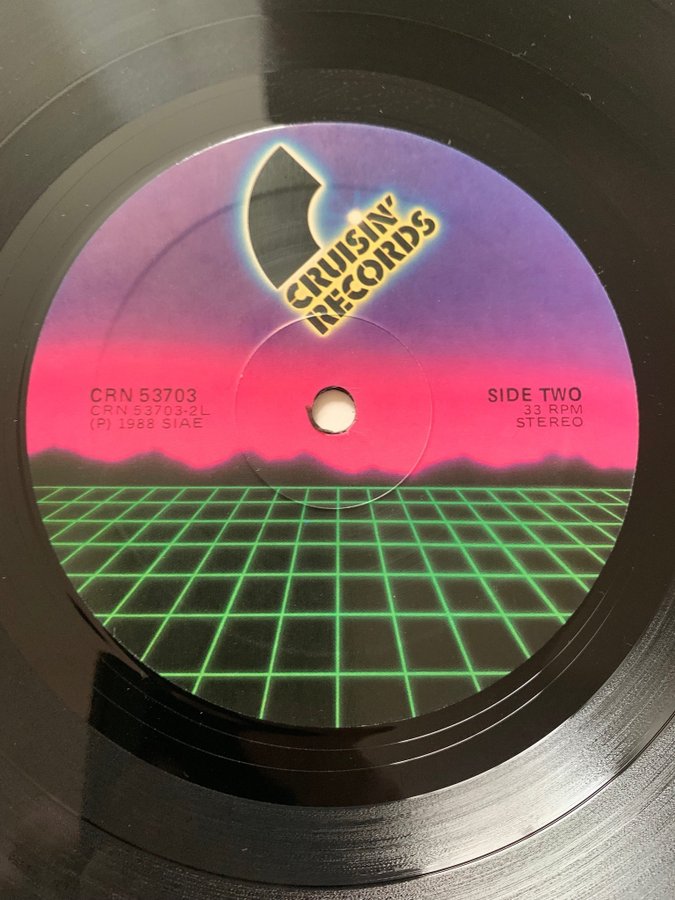 CRUISIN'
RECORDS
CRN 53703
CRN 53703-2L
(P) 1988 SIAE
SIDE TWO
33 RPM
STEREO